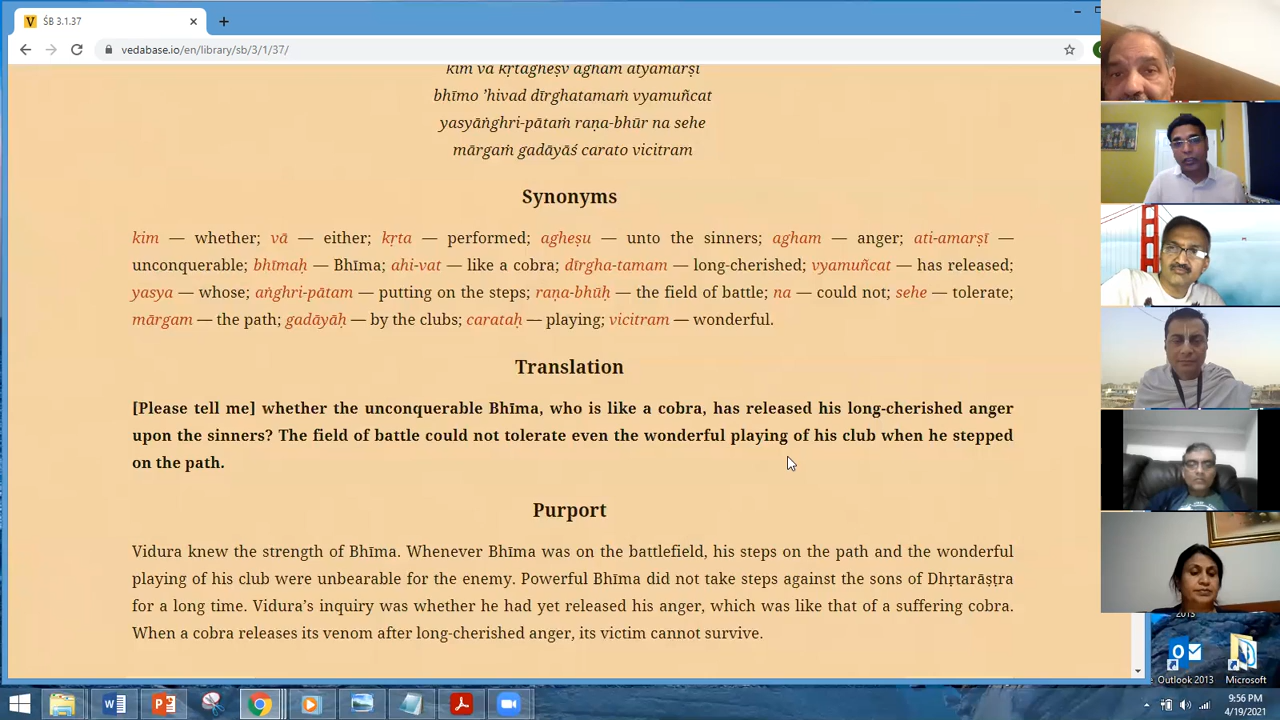 ŚB 3.1.37
vedabase.io/en/library/sb/3/1/37/
kiṁ vā kṛtāgheṣv agham atyamarṣī
bhīmo ’hivad dīrghatamaṁ vyamuñcat
yasyāṅghri-pātaṁ raṇa-bhūr na sehe
mārgaṁ gadāyāś carato vicitram
Synonyms
kim — whether; vā — either; kṛta — performed; agheṣu — unto the sinners; agham — anger; ati-amarṣī —
unconquerable; bhīmaḥ — Bhīma; ahi-vat — like a cobra; dīrgha-tamam — long-cherished; vyamuñcat — has released;
yasya — whose; aṅghri-pātam — putting on the steps; raṇa-bhūḥ — the field of battle; na — could not; sehe — tolerate;
mārgam — the path; gadāyāḥ — by the clubs; carataḥ — playing; vicitram — wonderful.
Translation
[Please tell me] whether the unconquerable Bhīma, who is like a cobra, has released his long-cherished anger
upon the sinners? The field of battle could not tolerate even the wonderful playing of his club when he stepped
on the path.
Purport
Vidura knew the strength of Bhīma. Whenever Bhīma was on the battlefield, his steps on the path and the wonderful
playing of his club were unbearable for the enemy. Powerful Bhīma did not take steps against the sons of Dhṛtarāṣṭra
for a long time. Vidura’s inquiry was whether he had yet released his anger, which was like that of a suffering cobra.
When a cobra releases its venom after long-cherished anger, its victim cannot survive.
2013
Outlook 2013
Microsoft
9:56 PM
4/19/2021